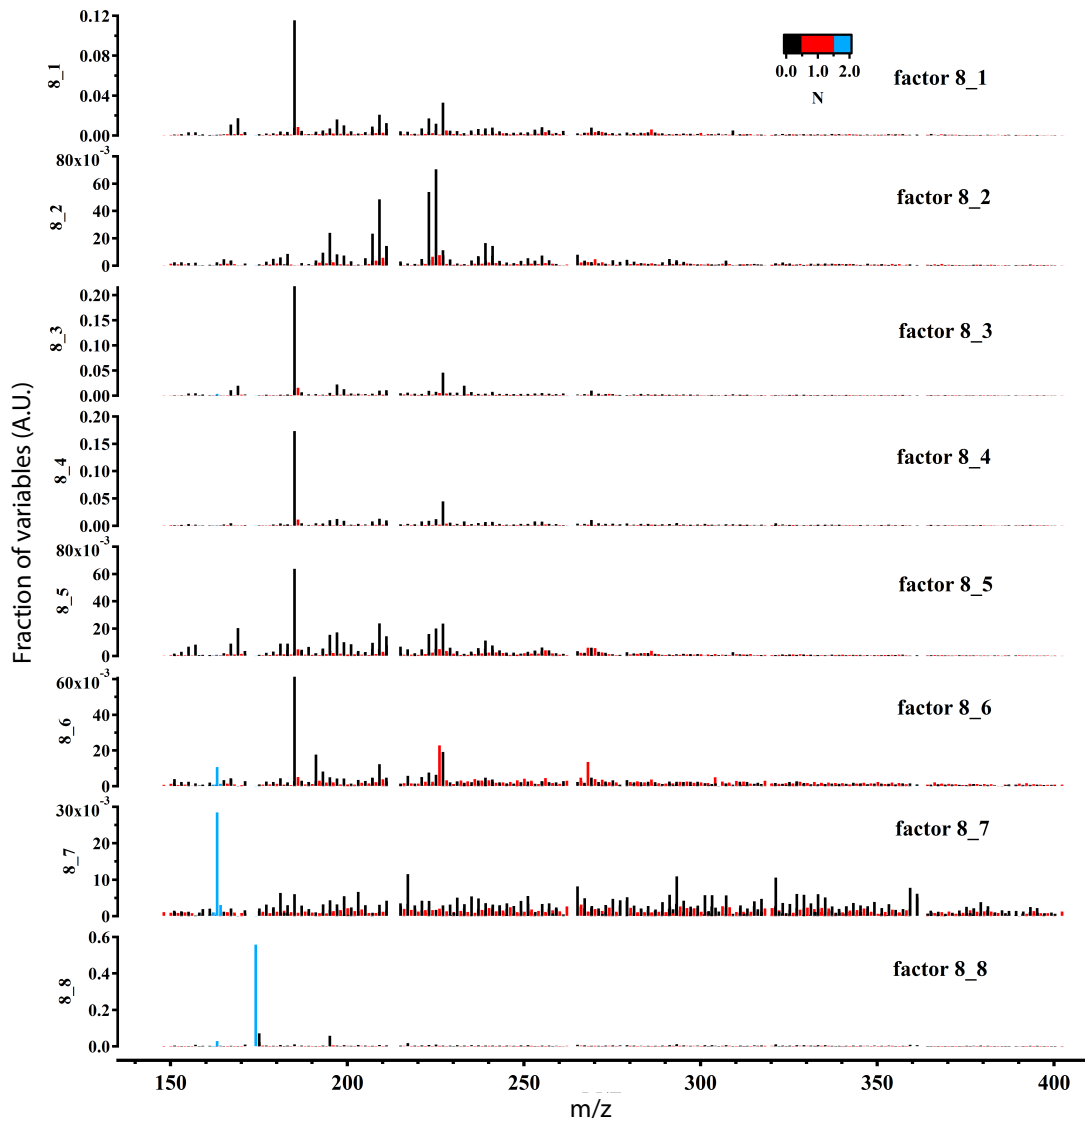 0.12
0.08
0.04
0.00
8_1
0.0 1.0 2.0
N
factor 8_1
80x10^-3
60
40
20
0
8_2
factor 8_2
0.20
0.15
0.10
0.05
0.00
8_3
factor 8_3
0.20
0.15
0.10
0.05
0.00
8_4
factor 8_4
80x10^-3
60
40
20
0
8_5
factor 8_5
60x10^-3
40
20
0
8_6
factor 8_6
30x10^-3
20
10
0
8_7
factor 8_7
0.6
0.4
0.2
0.0
8_8
factor 8_8
Fraction of variables (A.U.)
150 200 250 300 350 400
m/z